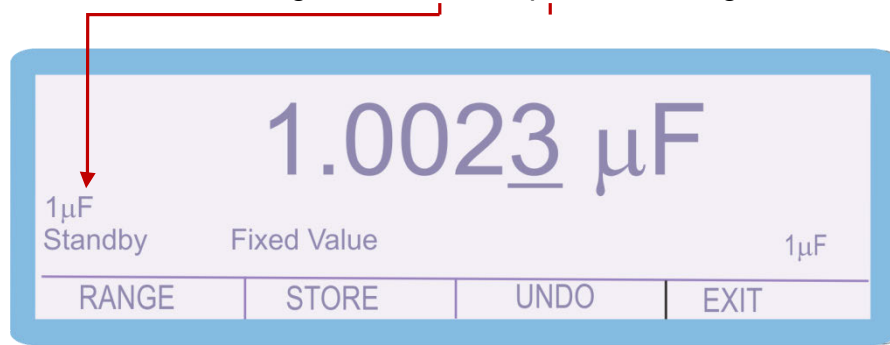 1.0023 μF
1μF
Standby Fixed Value 1μF
RANGE STORE UNDO EXIT